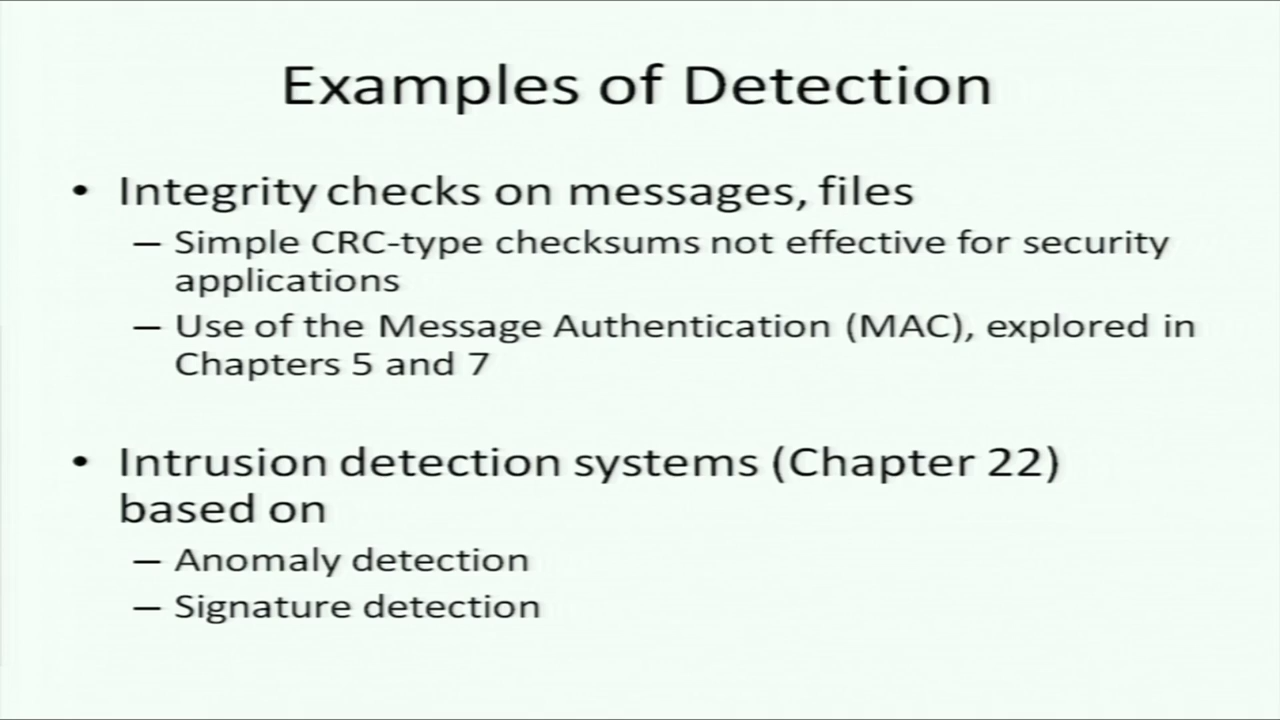 Examples of Detection
• Integrity checks on messages, files
– Simple CRC-type checksums not effective for security
applications
– Use of the Message Authentication (MAC), explored in
Chapters 5 and 7
• Intrusion detection systems (Chapter 22)
based on
– Anomaly detection
– Signature detection